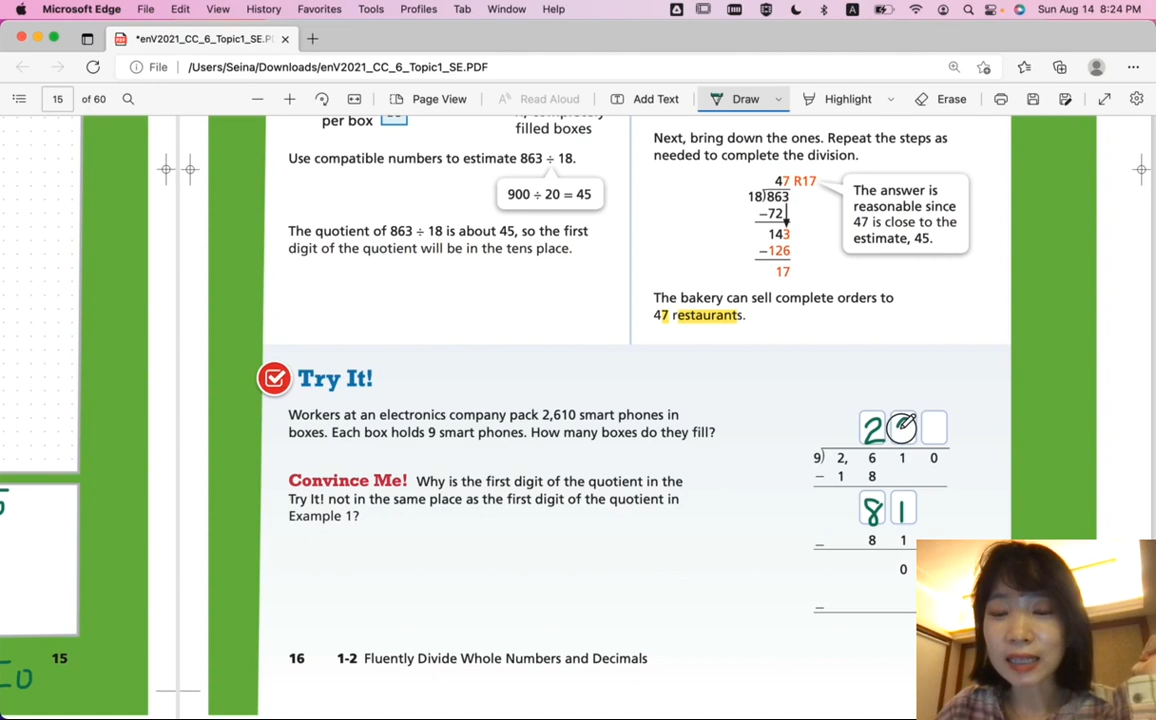 Microsoft Edge File Edit View History Favorites Tools Profiles Tab Window Help A Sun Aug 14 8:24 PM
*enV2021_CC_6_Topic1_SE.P
File /Users/Seina/Downloads/enV2021_CC_6_Topic1_SE.PDF
15 of 60 Page View Read Aloud Add Text Draw Highlight Erase
per box
filled boxes
Use compatible numbers to estimate 863 ÷ 18.
900 ÷ 20 = 45
The quotient of 863 ÷ 18 is about 45, so the first
digit of the quotient will be in the tens place.
Next, bring down the ones. Repeat the steps as
needed to complete the division.
47 R17
18)863
−72
143
−126
17
The answer is
reasonable since
47 is close to the
estimate, 45.
The bakery can sell complete orders to
47 restaurants.
Try It!
Workers at an electronics company pack 2,610 smart phones in
boxes. Each box holds 9 smart phones. How many boxes do they fill?
Convince Me! Why is the first digit of the quotient in the
Try It! not in the same place as the first digit of the quotient in
Example 1?
2
9) 2, 6 1 0
− 1 8
8 1
− 8 1
0
−
15
16 1-2 Fluently Divide Whole Numbers and Decimals